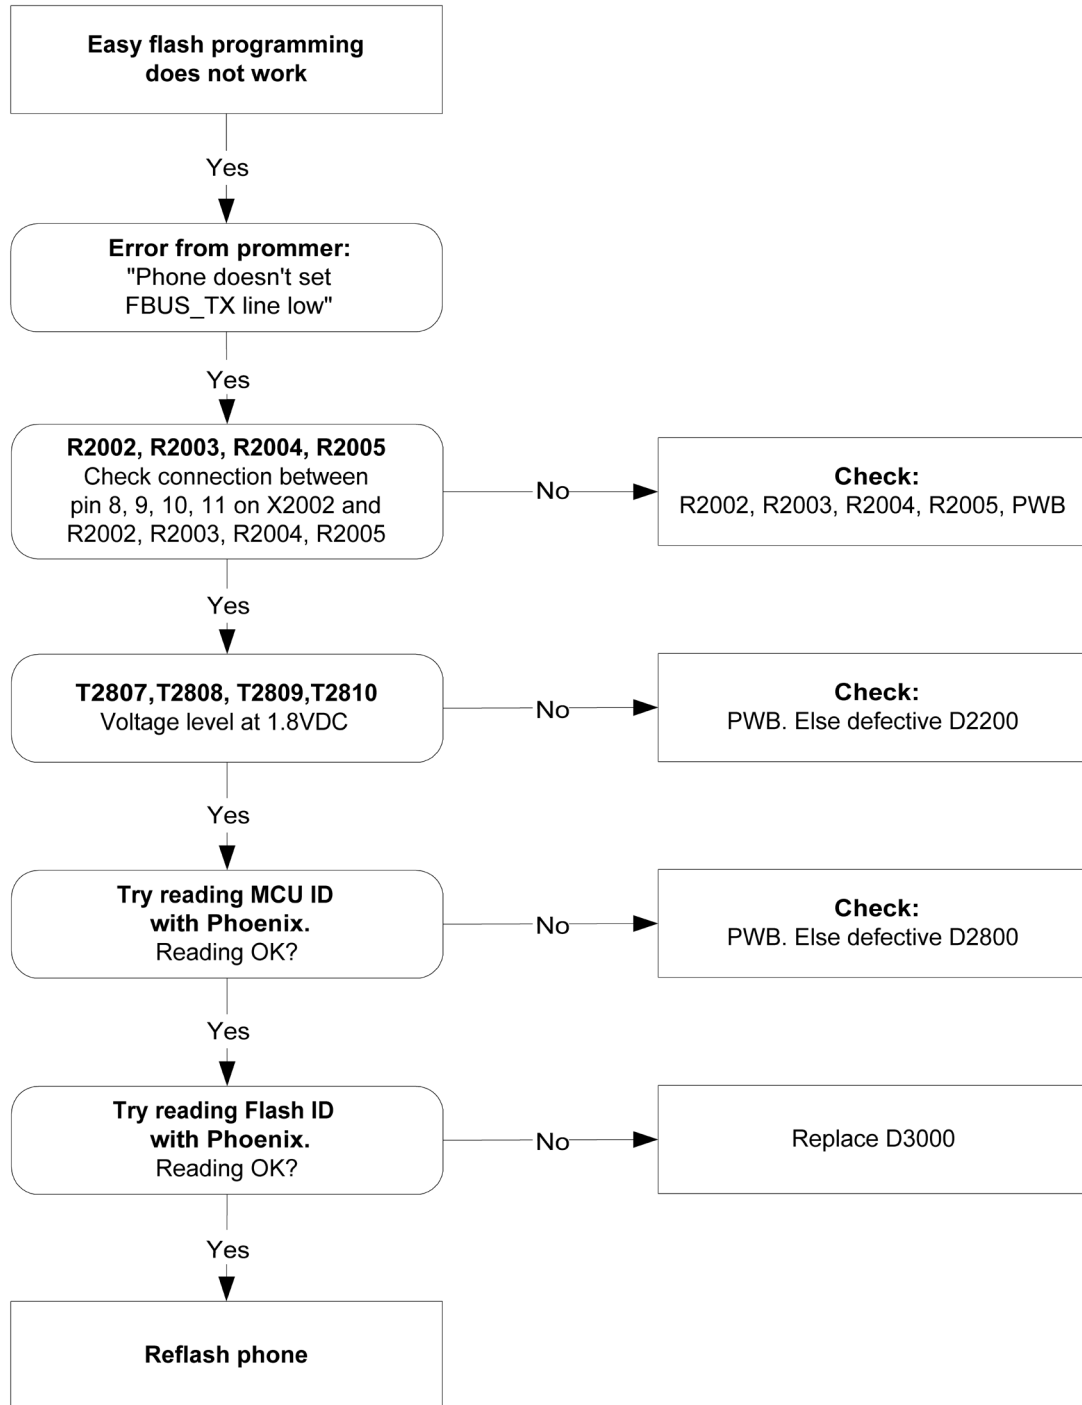 Easy flash programming
does not work
Yes
Error from prommer:
"Phone doesn't set
FBUS_TX line low"
Yes
R2002, R2003, R2004, R2005
Check connection between
pin 8, 9, 10, 11 on X2002 and
R2002, R2003, R2004, R2005
No
Check:
R2002, R2003, R2004, R2005, PWB
Yes
T2807,T2808, T2809,T2810
Voltage level at 1.8VDC
No
Check:
PWB. Else defective D2200
Yes
Try reading MCU ID
with Phoenix.
Reading OK?
No
Check:
PWB. Else defective D2800
Yes
Try reading Flash ID
with Phoenix.
Reading OK?
No
Replace D3000
Yes
Reflash phone